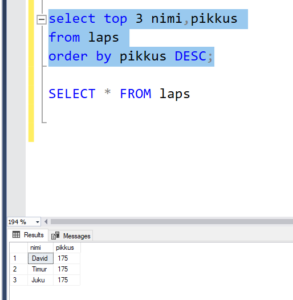 select top 3 nimi,pikkus
from laps
order by pikkus DESC;
SELECT * FROM laps
194 %
Results Messages
nimi pikkus
1 David 175
2 Timur 175
3 Juku 175